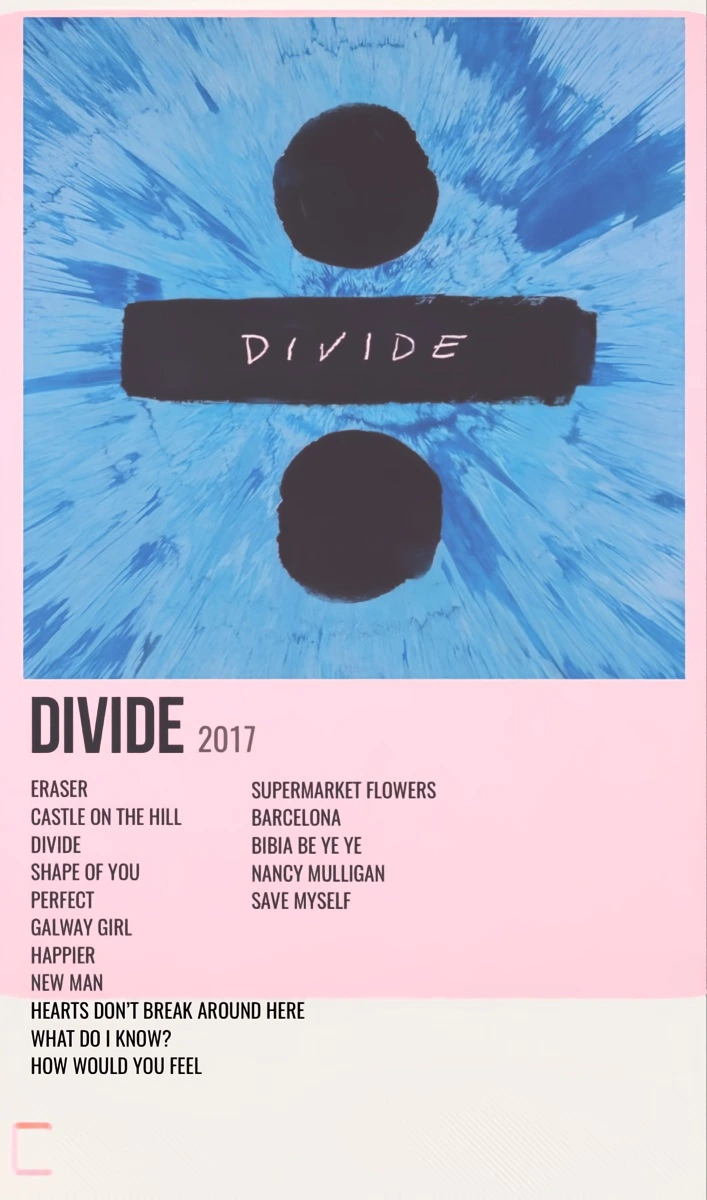 DIVIDE
DIVIDE 2017
ERASER
CASTLE ON THE HILL
DIVIDE
SHAPE OF YOU
PERFECT
GALWAY GIRL
HAPPIER
NEW MAN
HEARTS DON'T BREAK AROUND HERE
WHAT DO I KNOW?
HOW WOULD YOU FEEL
SUPERMARKET FLOWERS
BARCELONA
BIBIA BE YE YE
NANCY MULLIGAN
SAVE MYSELF